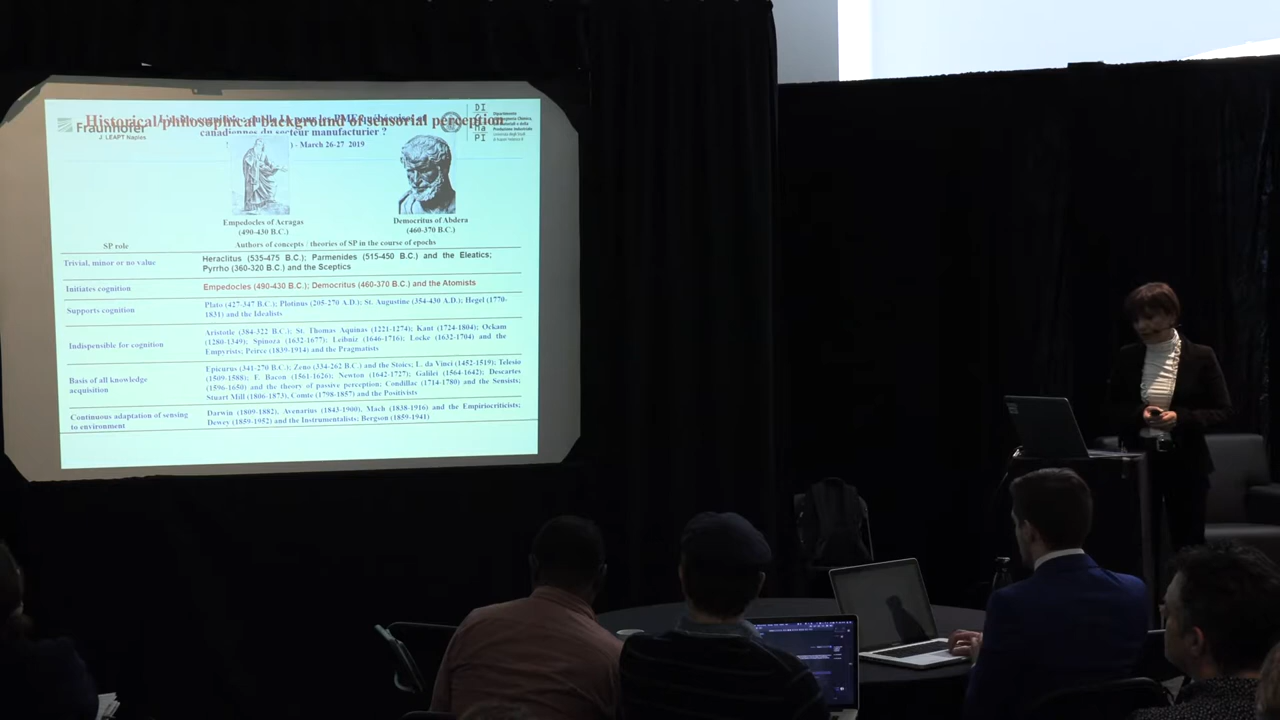 Historical philosophical background of sensorial perception
Fraunhofer
J. LEAPT Naples
canadiennes du secteur manufacturier ?
- March 26-27 2019
DI
PI
Empedocles of Acragas
(490-430 B.C.)
Democritus of Abdera
(460-370 B.C.)
SP role
Authors of concepts / theories of SP in the course of epochs
Trivial, minor or no value
Heraclitus (535-475 B.C.); Parmenides (515-450 B.C.) and the Eleatics;
Pyrrho (360-320 B.C.) and the Sceptics
Initiates cognition
Empedocles (490-430 B.C.); Democritus (460-370 B.C.) and the Atomists
Supports cognition
Plato (427-347 B.C.); Plotinus (205-270 A.D.); St. Augustine (354-430 A.D.); Hegel (1770-
1831) and the Idealists
Indispensible for cognition
Aristotle (384-322 B.C.); St. Thomas Aquinas (1221-1274); Kant (1724-1804); Ockam
(1280-1349); Spinoza (1632-1677); Leibniz (1646-1716); Locke (1632-1704) and the
Empyrists; Peirce (1839-1914) and the Pragmatists
Basis of all knowledge
acquisition
Epicurus (341-270 B.C.); Zeno (334-262 B.C.) and the Stoics; L. da Vinci (1452-1519); Telesio
(1509-1588); F. Bacon (1561-1626); Newton (1642-1727); Galilei (1564-1642); Descartes
(1596-1650) and the theory of passive perception; Condillac (1714-1780) and the Sensists;
Stuart Mill (1806-1873), Comte (1798-1857) and the Positivists
Continuous adaptation of sensing
to environment
Darwin (1809-1882); Avenarius (1843-1900), Mach (1838-1916) and the Empiriocriticists;
Dewey (1859-1952) and the Instrumentalists; Bergson (1859-1941)